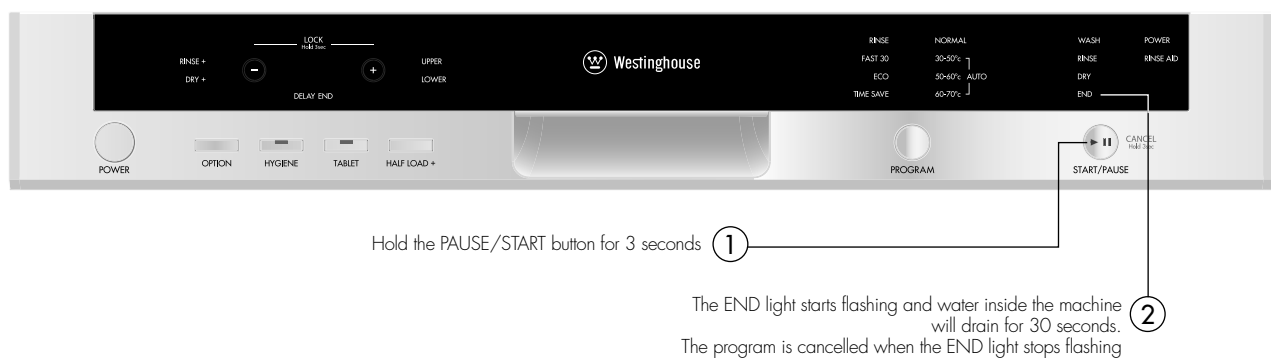 LOCK
Hold 3sec
RINSE +
DRY +
−
+
UPPER
LOWER
DELAY END
W
Westinghouse
RINSE NORMAL
FAST 30 30-50°c
ECO 50-60°c AUTO
TIME SAVE 60-70°c
WASH POWER
RINSE RINSE AID
DRY
END
POWER
OPTION
HYGIENE
TABLET
HALF LOAD +
PROGRAM
CANCEL
Hold 3sec
START/PAUSE
Hold the PAUSE/START button for 3 seconds 1
The END light starts flashing and water inside the machine
will drain for 30 seconds. 2
The program is cancelled when the END light stops flashing